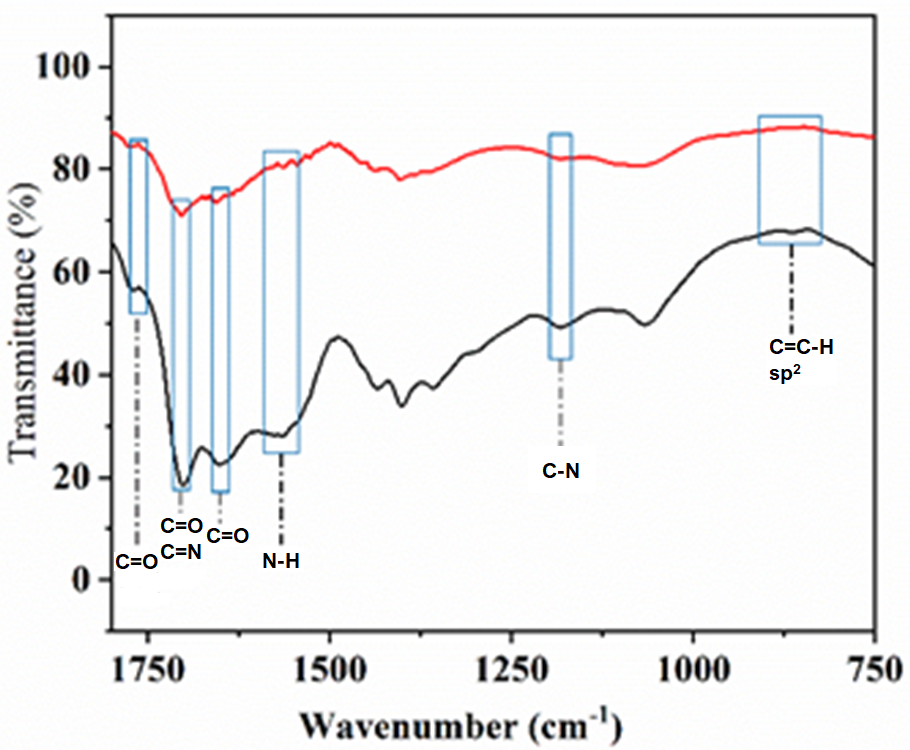 100
80
60
40
20
0
Transmittance (%)
C=O
C=O
C=N
C=O
N-H
C-N
C=C-H
sp²
1750
1500
1250
1000
750
Wavenumber (cm⁻¹)